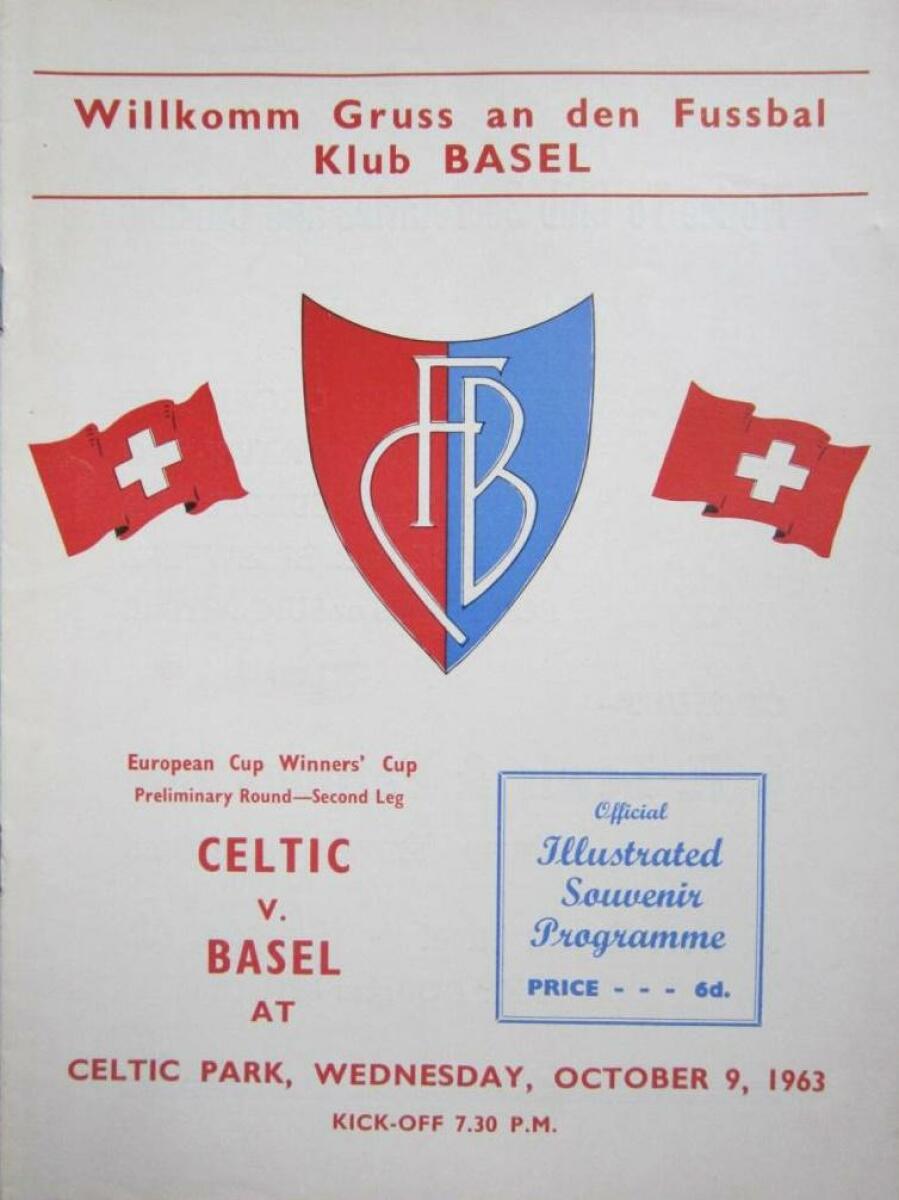 Willkomm Gruss an den Fussbal
Klub BASEL
FCB
European Cup Winners' Cup
Preliminary Round—Second Leg
CELTIC
V.
BASEL
AT
Official
Illustrated
Souvenir
Programme
PRICE - - - 6d.
CELTIC PARK, WEDNESDAY, OCTOBER 9, 1963
KICK-OFF 7.30 P.M.